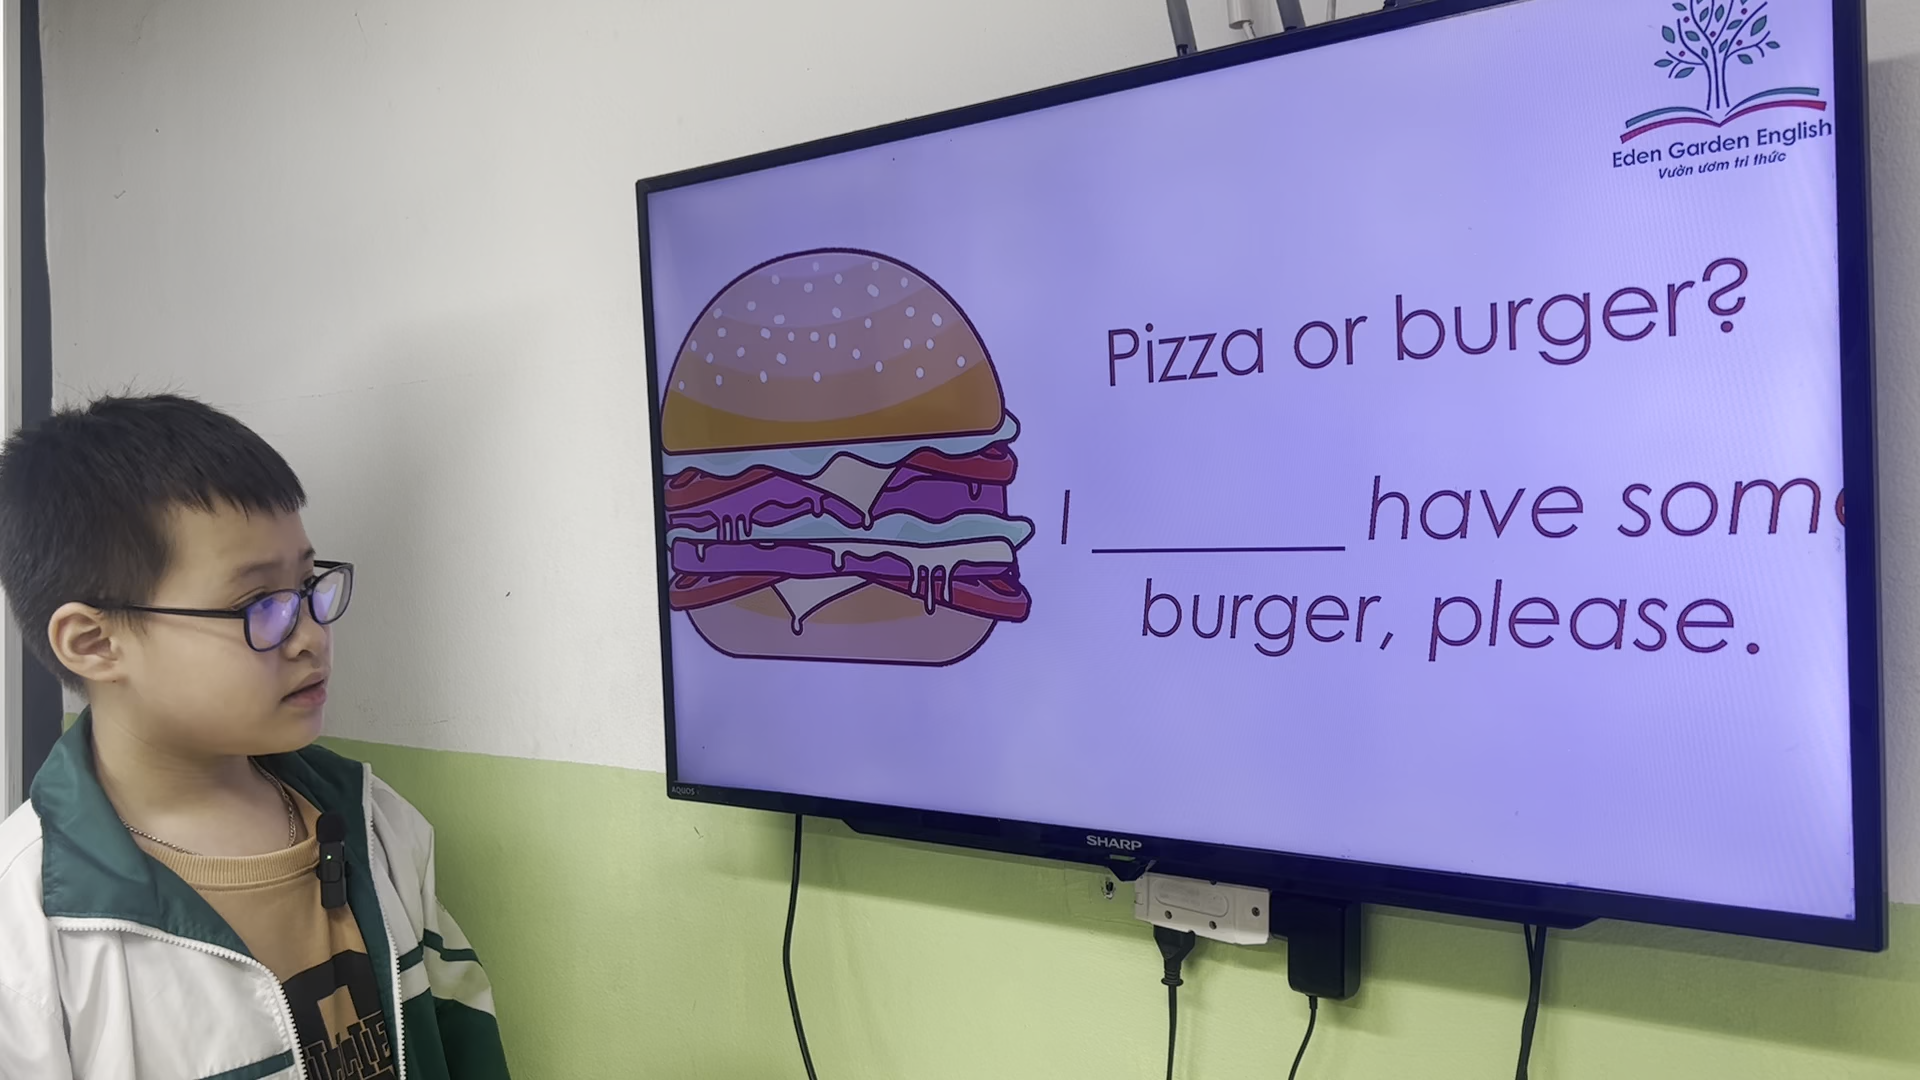 Eden Garden English
Vườn ươm tri thức
Pizza or burger?
I ________ have som
burger, please.
AQUOS
SHARP